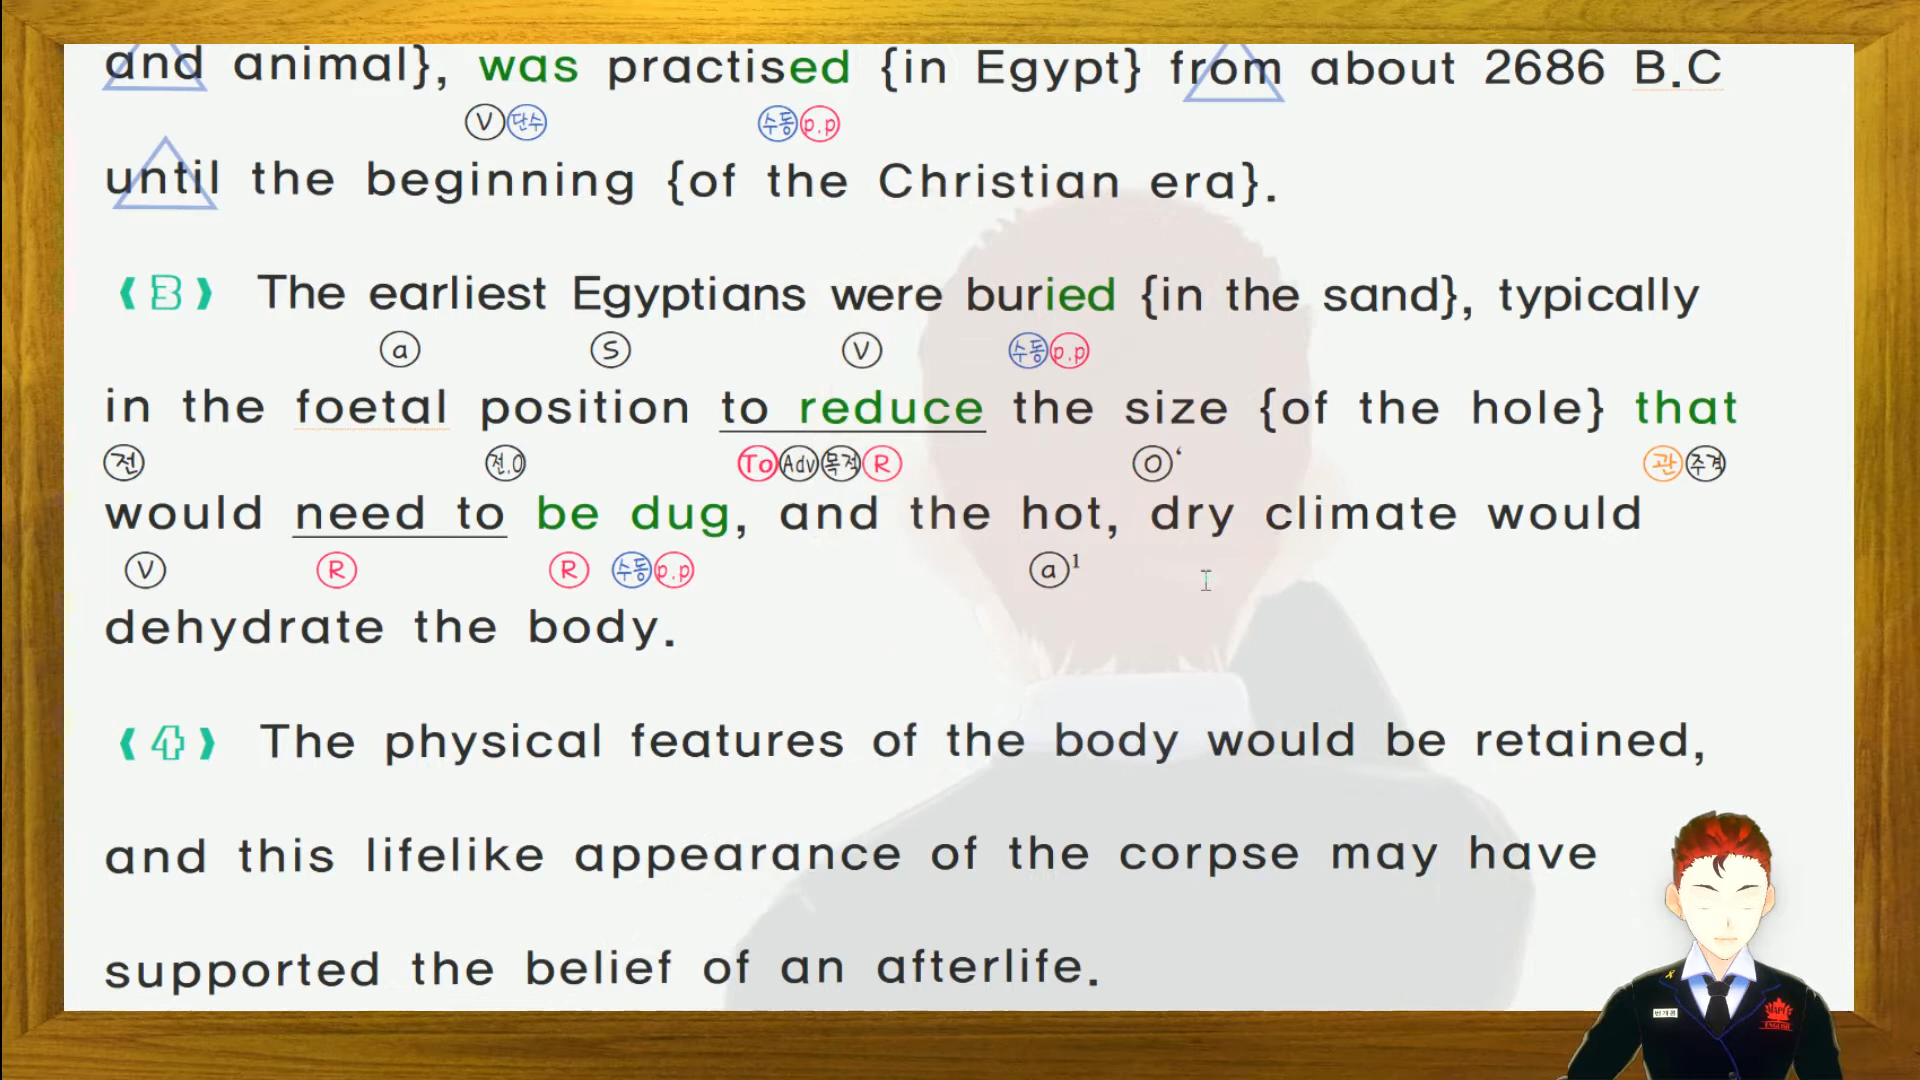 and animal}, was practised {in Egypt} from about 2686 B.C
V 단수 수동 p.p
until the beginning {of the Christian era}.
❪3❫ The earliest Egyptians were buried {in the sand}, typically
a S V 수동 p.p
in the foetal position to reduce the size {of the hole} that
전 전.O To Adv 목적 R O‘ 관 주격
would need to be dug, and the hot, dry climate would
V R R 수동 p.p a¹
dehydrate the body.
❪4❫ The physical features of the body would be retained,
and this lifelike appearance of the corpse may have
supported the belief of an afterlife.
ENGLISH